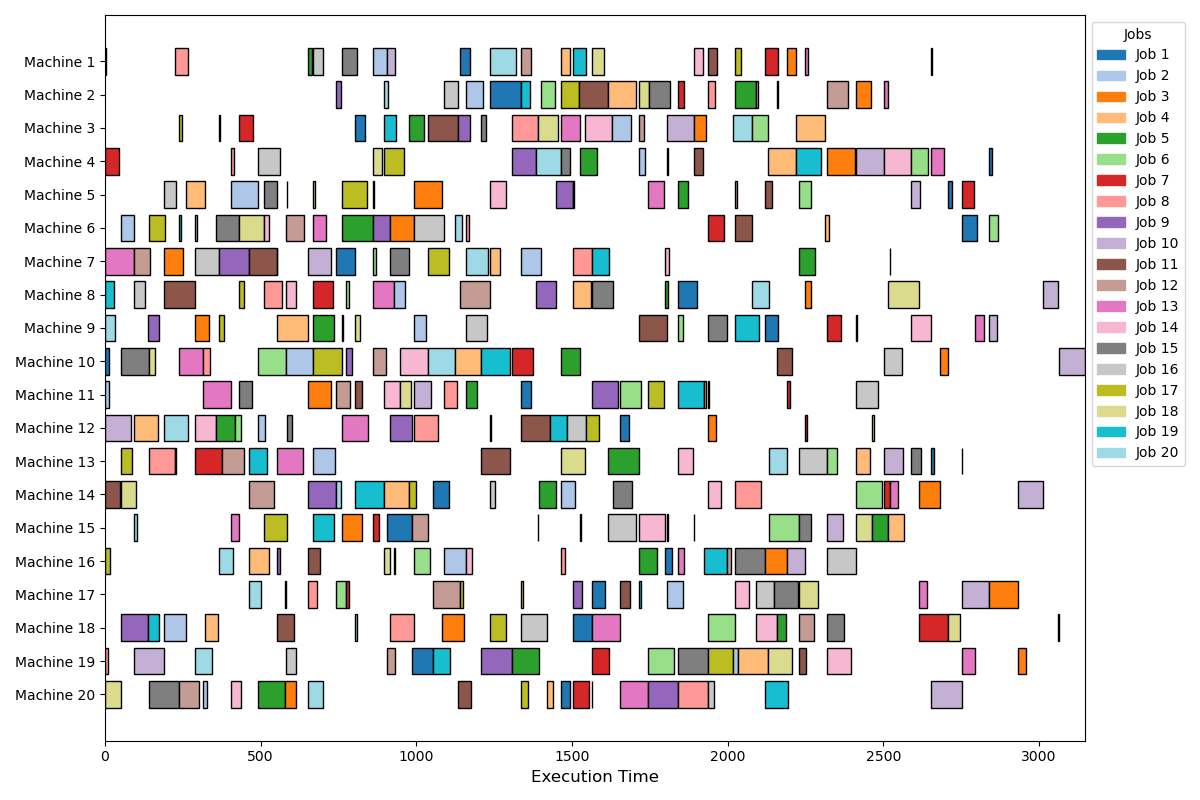 Machine 1
Machine 2
Machine 3
Machine 4
Machine 5
Machine 6
Machine 7
Machine 8
Machine 9
Machine 10
Machine 11
Machine 12
Machine 13
Machine 14
Machine 15
Machine 16
Machine 17
Machine 18
Machine 19
Machine 20
0 500 1000 1500 2000 2500 3000
Execution Time
Jobs
Job 1
Job 2
Job 3
Job 4
Job 5
Job 6
Job 7
Job 8
Job 9
Job 10
Job 11
Job 12
Job 13
Job 14
Job 15
Job 16
Job 17
Job 18
Job 19
Job 20